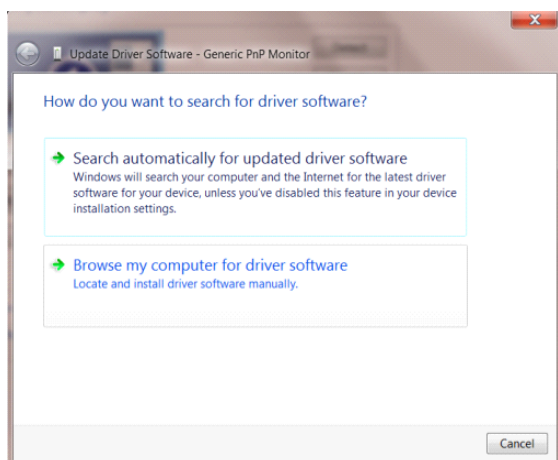 Update Driver Software - Generic PnP Monitor
How do you want to search for driver software?
Search automatically for updated driver software
Windows will search your computer and the Internet for the latest driver
software for your device, unless you've disabled this feature in your device
installation settings.
Browse my computer for driver software
Locate and install driver software manually.
Cancel